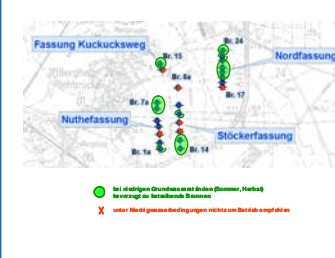 Br. 24
Fassung Kuckucksweg
Nordfassung
Br. 15
Br. 8a
Br. 17
Br. 7a
Nuthefassung
Stöckerfassung
Br. 1a
Br. 14
bei niedrigen Grundwasserständen (Sommer, Herbst)
bevorzugt zu betreibende Brunnen
X unter Niedrigwasserbedingungen nicht zum Betrieb empfohlen